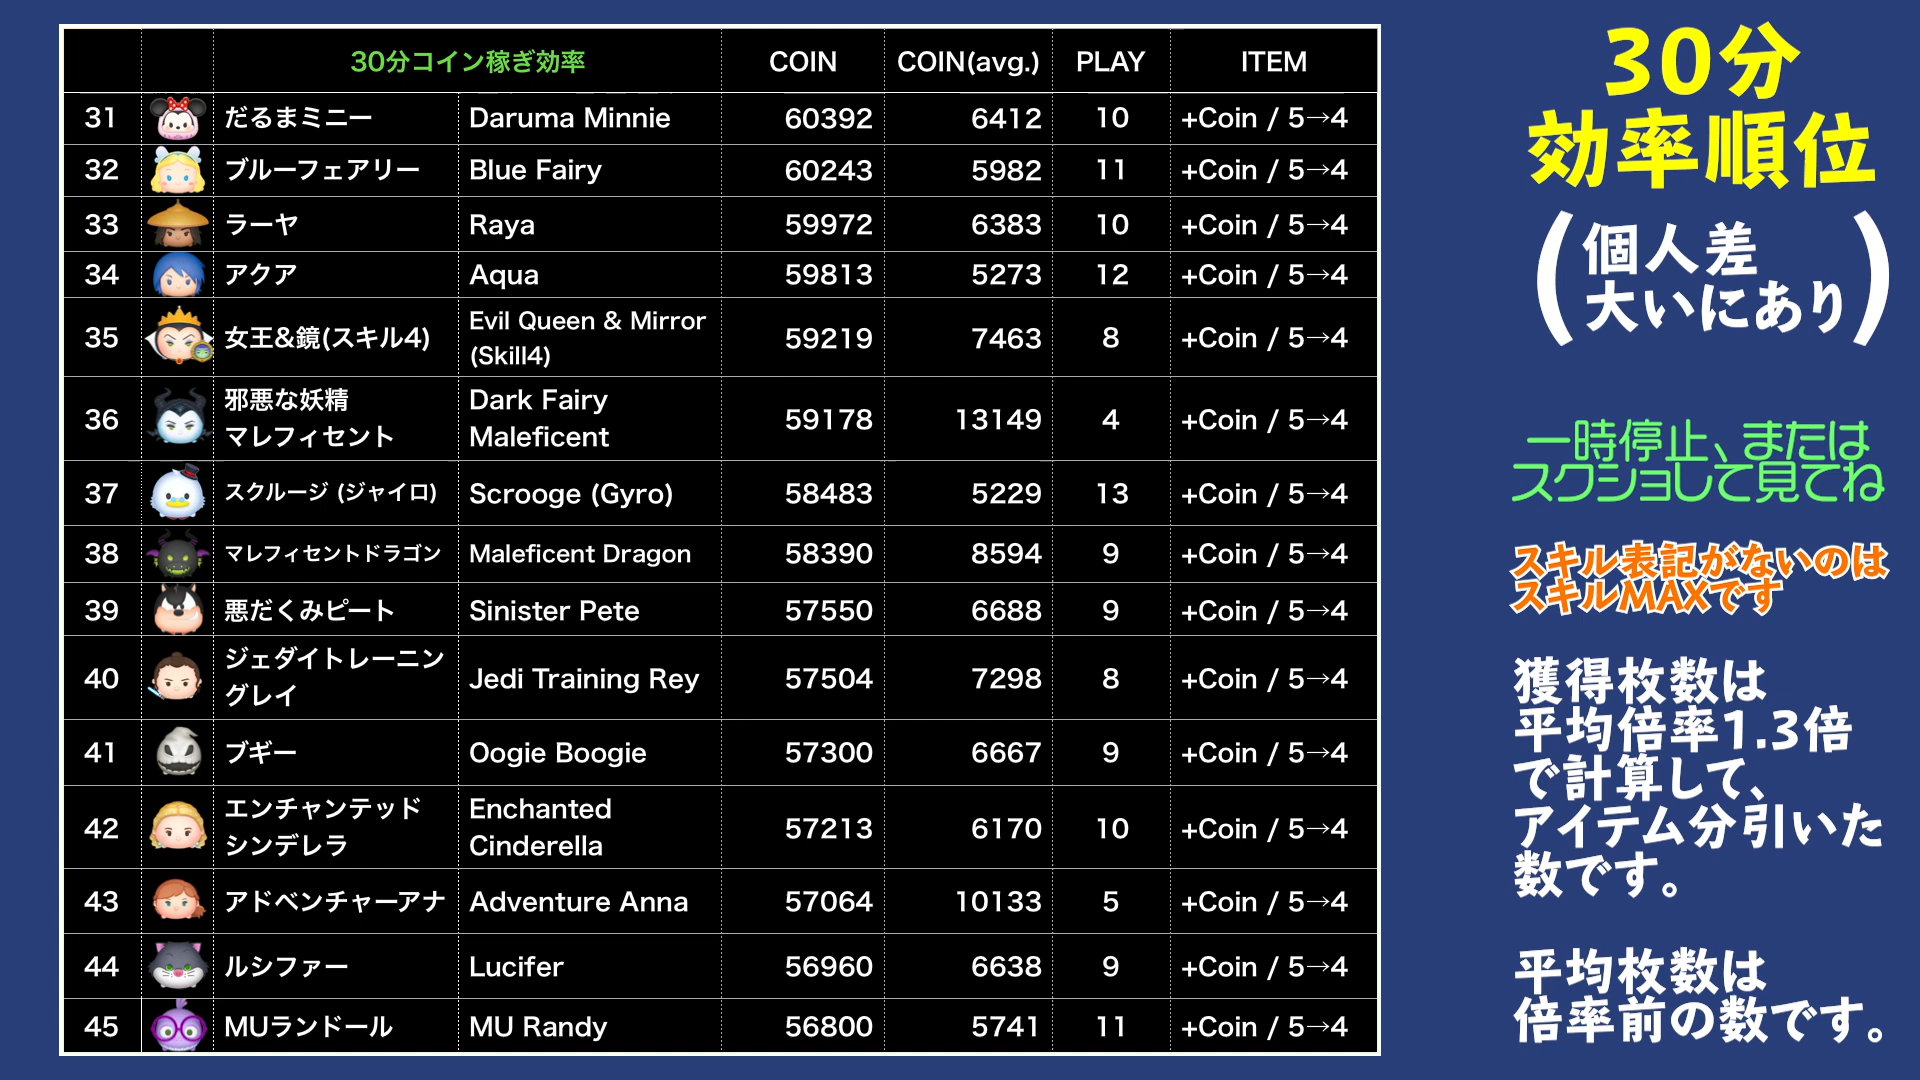 30分コイン稼ぎ効率 COIN COIN(avg.) PLAY ITEM
31 だるまミニー Daruma Minnie 60392 6412 10 +Coin / 5→4
32 ブルーフェアリー Blue Fairy 60243 5982 11 +Coin / 5→4
33 ラーヤ Raya 59972 6383 10 +Coin / 5→4
34 アクア Aqua 59813 5273 12 +Coin / 5→4
35 女王&鏡(スキル4) Evil Queen & Mirror
(Skill4) 59219 7463 8 +Coin / 5→4
36 邪悪な妖精
マレフィセント Dark Fairy
Maleficent 59178 13149 4 +Coin / 5→4
37 スクルージ (ジャイロ) Scrooge (Gyro) 58483 5229 13 +Coin / 5→4
38 マレフィセントドラゴン Maleficent Dragon 58390 8594 9 +Coin / 5→4
39 悪だくみピート Sinister Pete 57550 6688 9 +Coin / 5→4
40 ジェダイトレーニン
グレイ Jedi Training Rey 57504 7298 8 +Coin / 5→4
41 ブギー Oogie Boogie 57300 6667 9 +Coin / 5→4
42 エンチャンテッド
シンデレラ Enchanted
Cinderella 57213 6170 10 +Coin / 5→4
43 アドベンチャーアナ Adventure Anna 57064 10133 5 +Coin / 5→4
44 ルシファー Lucifer 56960 6638 9 +Coin / 5→4
45 MUランドール MU Randy 56800 5741 11 +Coin / 5→4
30分
効率順位
(個人差
大いにあり)
一時停止、または
スクショして見てね
スキル表記がないのは
スキルMAXです
獲得枚数は
平均倍率1.3倍
で計算して、
アイテム分引いた
数です。
平均枚数は
倍率前の数です。